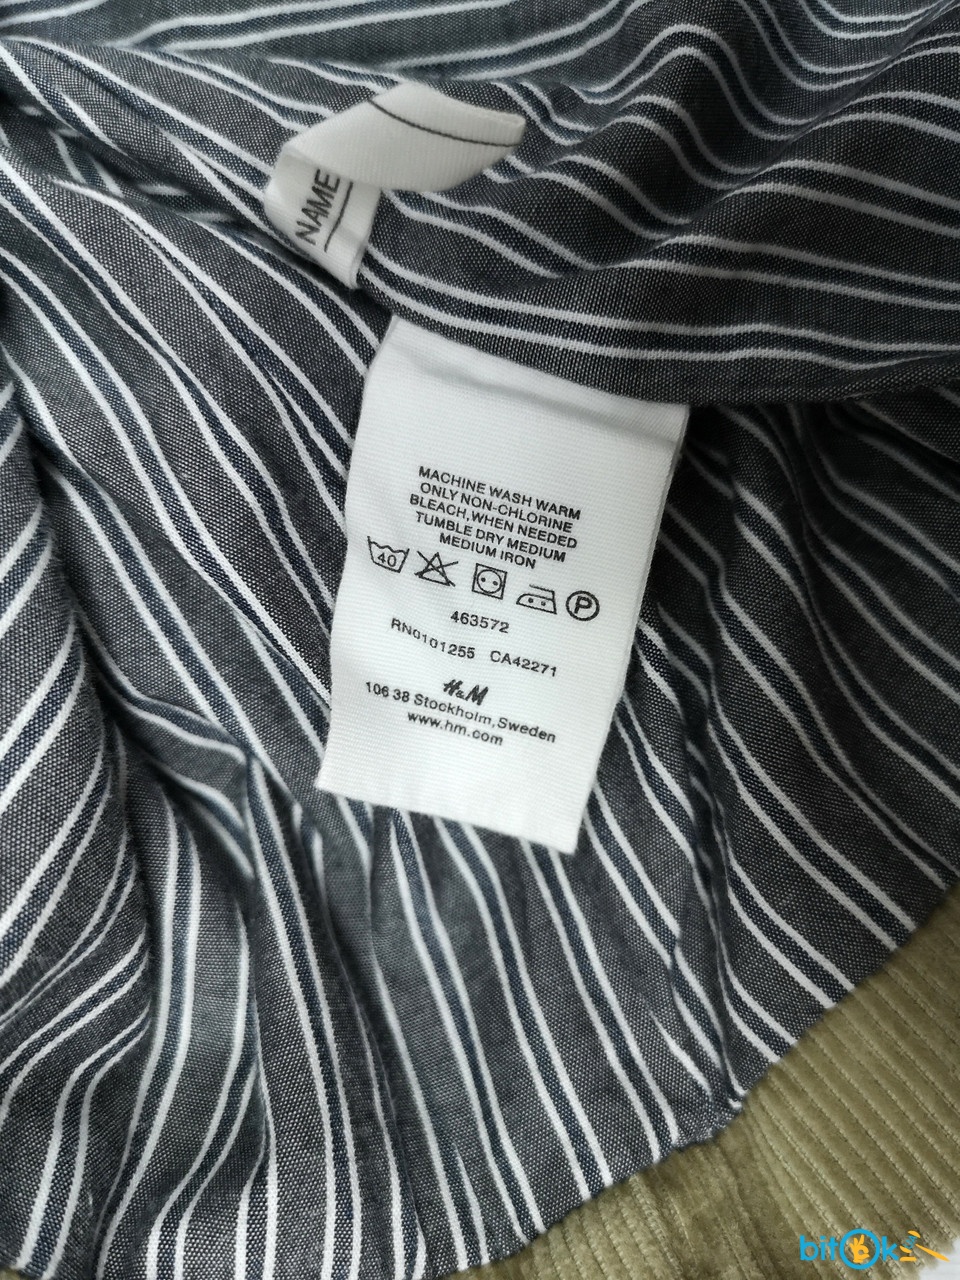 NAME
MACHINE WASH WARM
ONLY NON-CHLORINE
BLEACH,WHEN NEEDED
TUMBLE DRY MEDIUM
MEDIUM IRON
40 P
463572
RN0101255 CA42271
H&M
106 38 Stockholm,Sweden
www.hm.com
bitOk